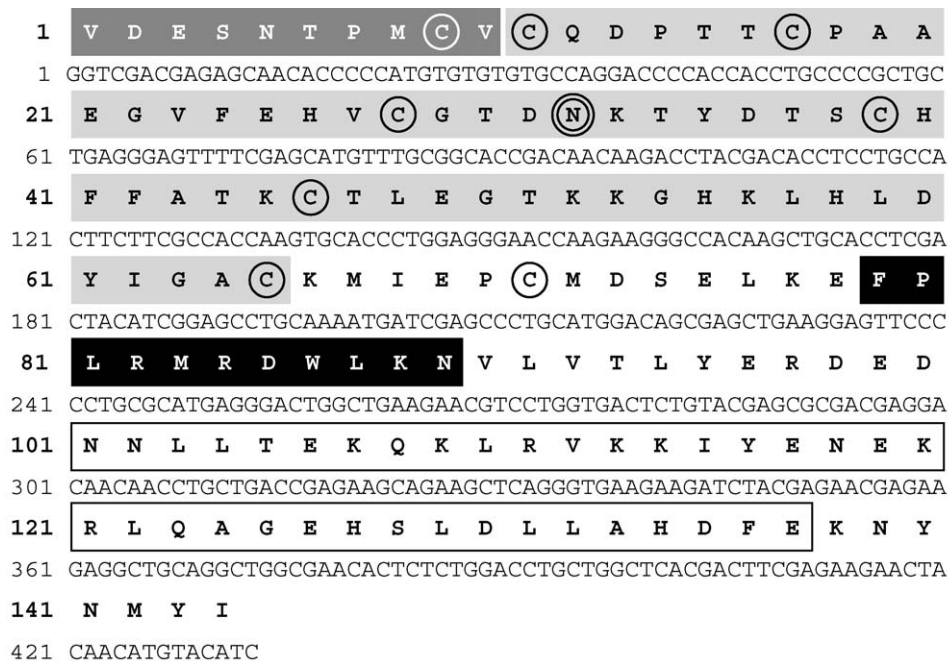 1 V D E S N T P M C V C Q D P T T C P A A
1 GGTCGACGAGAGCAACACCCCCATGTGTGTGTGCCAGGACCCCACCACCTGCCCCGCTGC
21 E G V F E H V C G T D N K T Y D T S C H
61 TGAGGGAGTTTTCGAGCATGTTTGCGGCACCGACAACAAGACCTACGACACCTCCTGCCA
41 F F A T K C T L E G T K K G H K L H L D
121 CTTCTTCGCCACCAAGTGCACCCTGGAGGGAACCAAGAAGGGCCACAAGCTGCACCTCGA
61 Y I G A C K M I E P C M D S E L K E F P
181 CTACATCGGAGCCTGCAAAATGATCGAGCCCTGCATGGACAGCGAGCTGAAGGAGTTCCC
81 L R M R D W L K N V L V T L Y E R D E D
241 CCTGCGCATGAGGGACTGGCTGAAGAACGTCCTGGTGACTCTGTACGAGCGCGACGAGGA
101 N N L L T E K Q K L R V K K I Y E N E K
301 CAACAACCTGCTGACCGAGAAGCAGAAGCTCAGGGTGAAGAAGATCTACGAGAACGAGAA
121 R L Q A G E H S L D L L A H D F E K N Y
361 GAGGCTGCAGGCTGGCGAACACTCTCTGGACCTGCTGGCTCACGACTTCGAGAAGAACTA
141 N M Y I
421 CAACATGTACATC